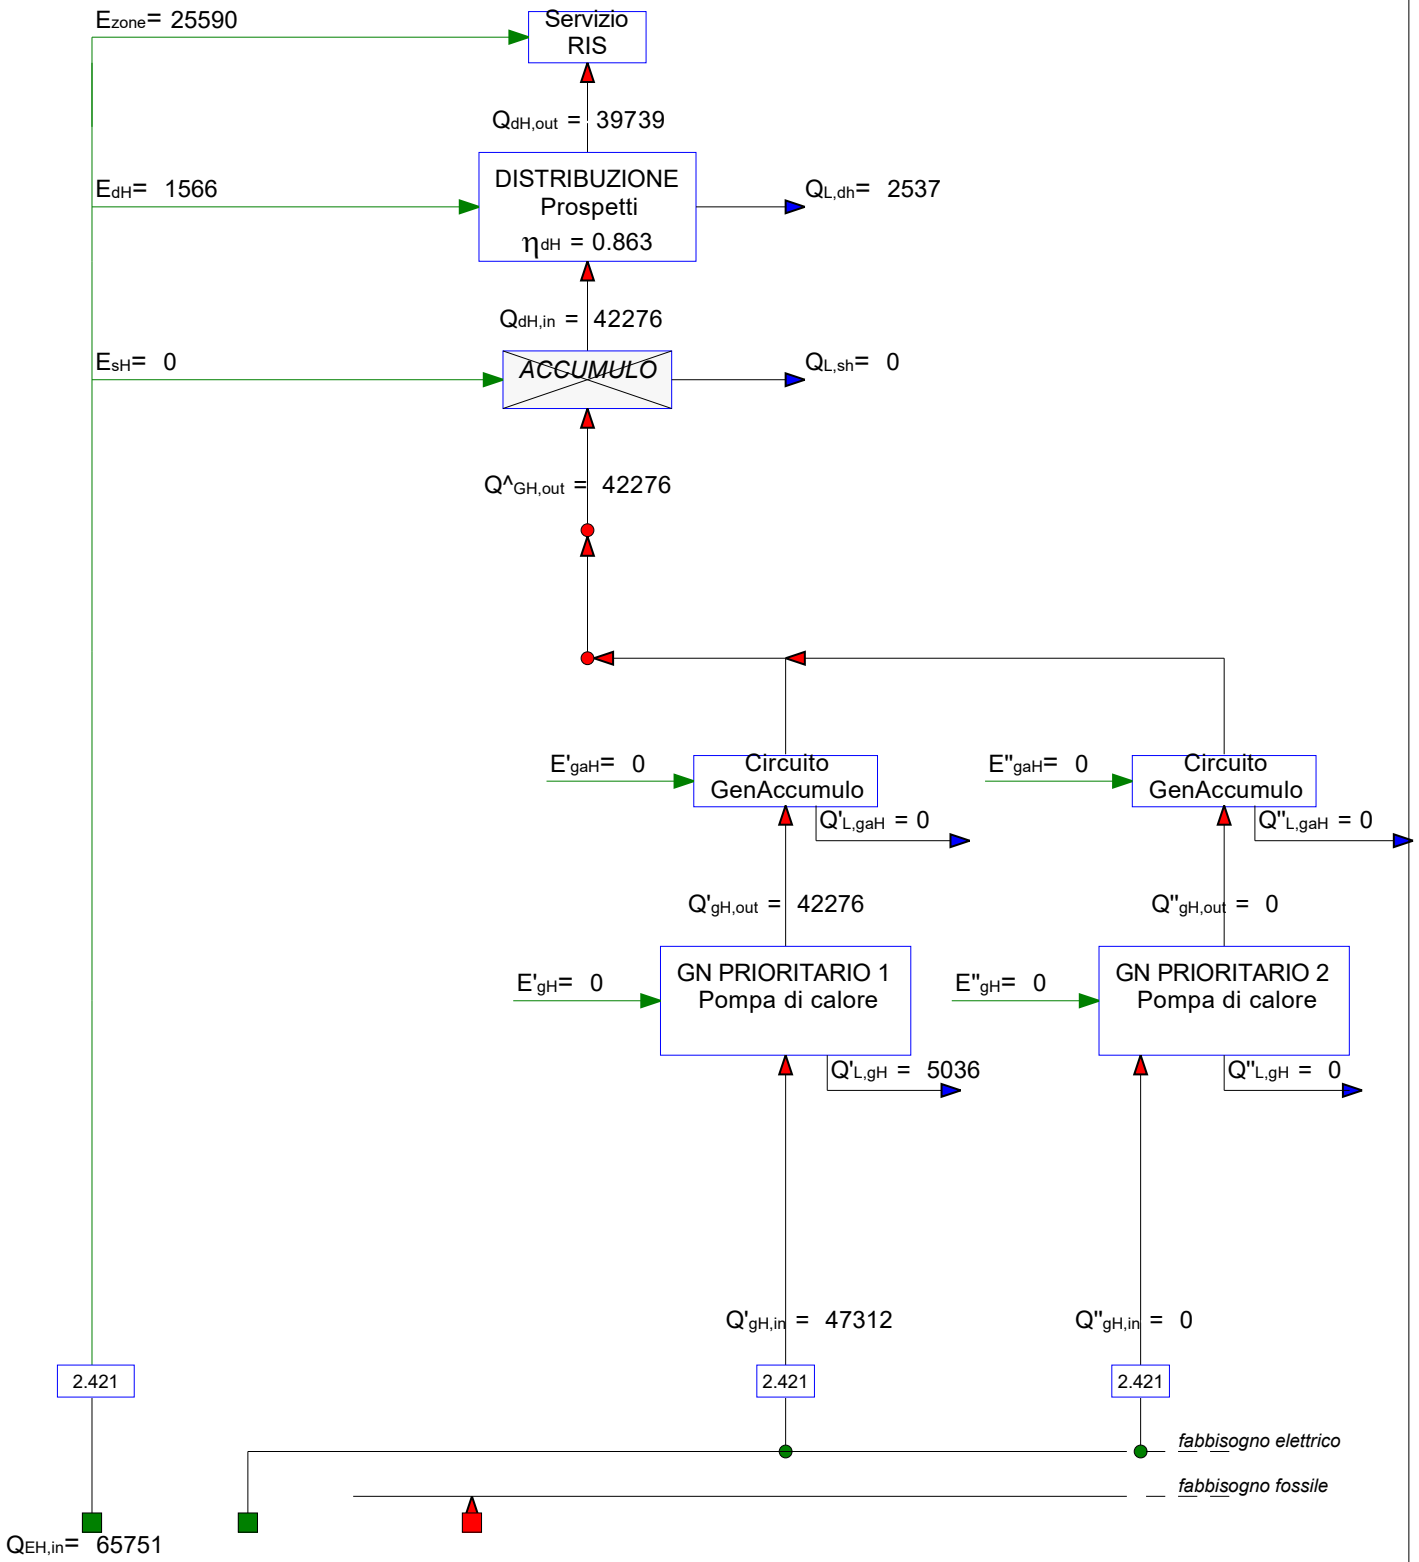 Ezone= 25590
Servizio
RIS
QdH,out = 39739
EdH= 1566
DISTRIBUZIONE
Prospetti
ηdH = 0.863
QL,dh= 2537
QdH,in = 42276
EsH= 0
ACCUMULO
QL,sh= 0
Q^GH,out = 42276
E'gaH= 0
Circuito
GenAccumulo
Q'L,gaH = 0
E''gaH= 0
Circuito
GenAccumulo
Q''L,gaH = 0
Q'gH,out = 42276
Q''gH,out = 0
E'gH= 0
GN PRIORITARIO 1
Pompa di calore
Q'L,gH = 5036
E''gH= 0
GN PRIORITARIO 2
Pompa di calore
Q''L,gH = 0
Q'gH,in = 47312
Q''gH,in = 0
2.421
2.421
2.421
fabbisogno elettrico
fabbisogno fossile
QEH,in= 65751